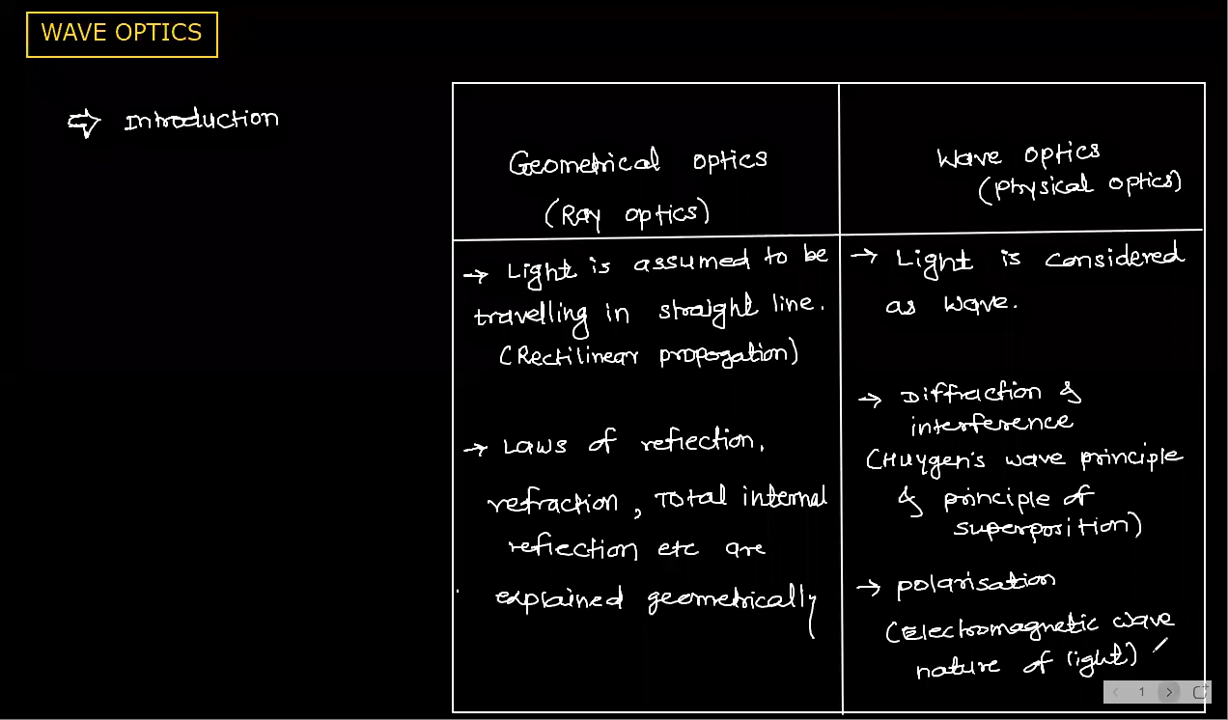 WAVE OPTICS
⇨ Introduction
Geometrical optics
(Ray optics)
→ Light is assumed to be
travelling in straight line.
(Rectilinear propogation)
→ Laws of reflection,
refraction, Total internal
reflection etc are
explained geometrically
Wave optics
(Physical optics)
→ Light is considered
as wave.
→ Diffraction &
interference
(Huygen's wave principle
& principle of
superposition)
→ polarisation
(Electromagnetic wave
nature of light)
1